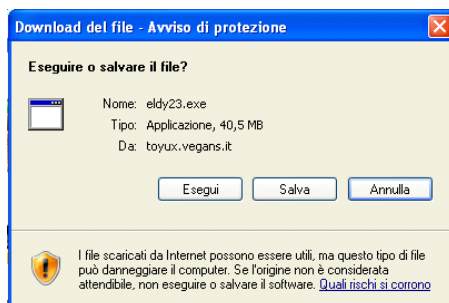 Download del file - Avviso di protezione
Eseguire o salvare il file?
Nome: eldy23.exe
Tipo: Applicazione, 40,5 MB
Da: toyux.vegans.it
Esegui Salva Annulla
I file scaricati da Internet possono essere utili, ma questo tipo di file
può danneggiare il computer. Se l'origine non è considerata
attendibile, non eseguire o salvare il software. Quali rischi si corrono